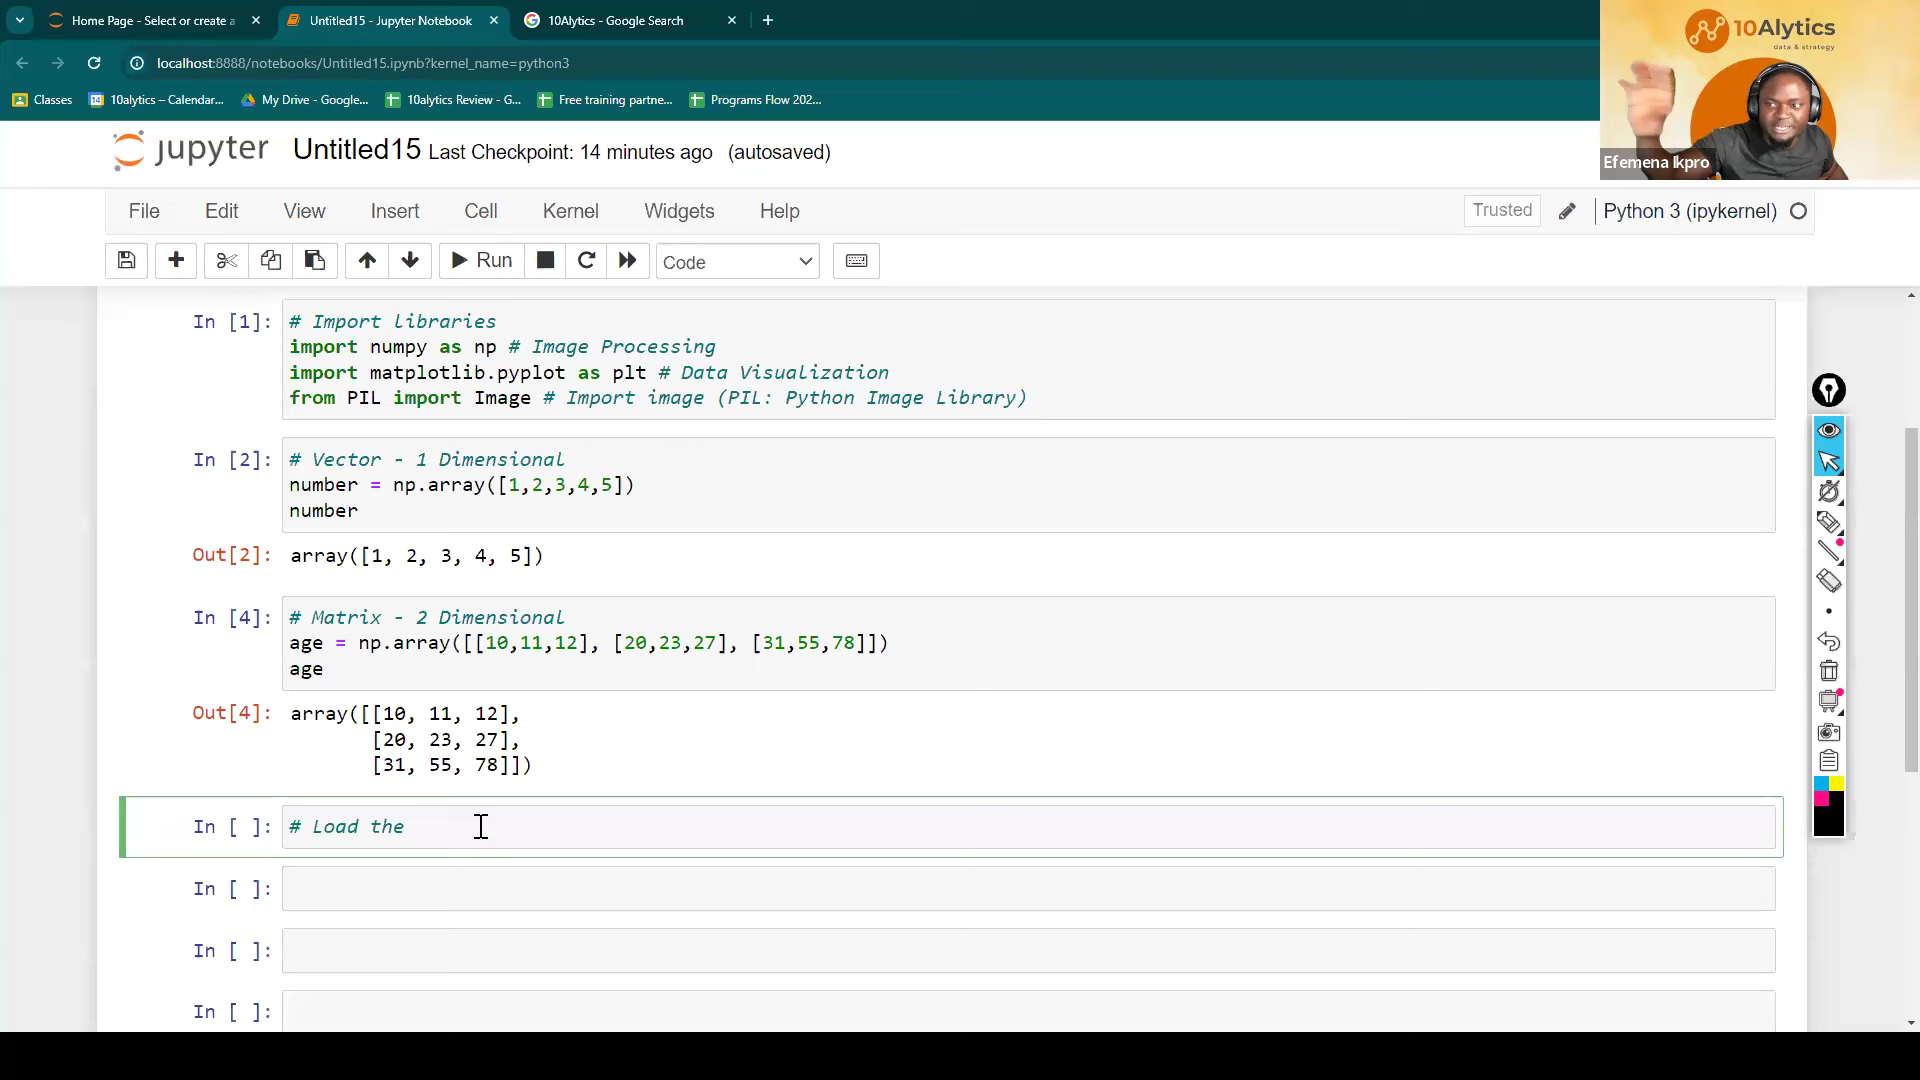 Home Page - Select or create a
Untitled15 - Jupyter Notebook
10Alytics - Google Search
localhost:8888/notebooks/Untitled15.ipynb?kernel_name=python3
Classes
10alytics – Calendar...
My Drive - Google...
10alytics Review - G...
Free training partne...
Programs Flow 202...
10Alytics
data & strategy
Efemena Ikpro
jupyter Untitled15 Last Checkpoint: 14 minutes ago (autosaved)
File Edit View Insert Cell Kernel Widgets Help
Trusted
Python 3 (ipykernel)
Run
Code
In [1]: # Import libraries
import numpy as np # Image Processing
import matplotlib.pyplot as plt # Data Visualization
from PIL import Image # Import image (PIL: Python Image Library)
In [2]: # Vector - 1 Dimensional
number = np.array([1,2,3,4,5])
number
Out[2]: array([1, 2, 3, 4, 5])
In [4]: # Matrix - 2 Dimensional
age = np.array([[10,11,12], [20,23,27], [31,55,78]])
age
Out[4]: array([[10, 11, 12],
[20, 23, 27],
[31, 55, 78]])
In [ ]: # Load the
In [ ]:
In [ ]:
In [ ]: